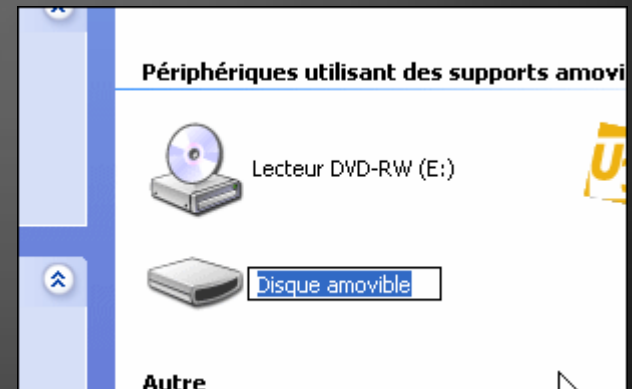 Périphériques utilisant des supports amovi
Lecteur DVD-RW (E:)
Disque amovible
Autre